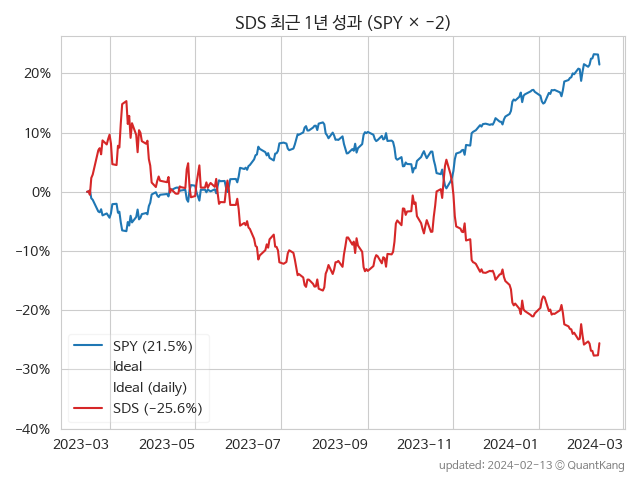 SDS 최근 1년 성과 (SPY × −2)
20%
10%
0%
−10%
−20%
−30%
−40%
SPY (21.5%)
Ideal
Ideal (daily)
SDS (−25.6%)
2023-03 2023-05 2023-07 2023-09 2023-11 2024-01 2024-03
updated: 2024-02-13 © QuantKang